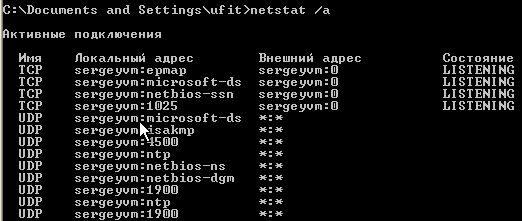 C:\Documents and Settings\ufit>netstat /a
Активные подключения
Имя Локальный адрес Внешний адрес Состояние
TCP sergeyvm:epmap sergeyvm:0 LISTENING
TCP sergeyvm:microsoft-ds sergeyvm:0 LISTENING
TCP sergeyvm:netbios-ssn sergeyvm:0 LISTENING
TCP sergeyvm:1025 sergeyvm:0 LISTENING
UDP sergeyvm:microsoft-ds *:*
UDP sergeyvm:isakmp *:*
UDP sergeyvm:4500 *:*
UDP sergeyvm:ntp *:*
UDP sergeyvm:netbios-ns *:*
UDP sergeyvm:netbios-dgm *:*
UDP sergeyvm:1900 *:*
UDP sergeyvm:ntp *:*
UDP sergeyvm:1900 *:*